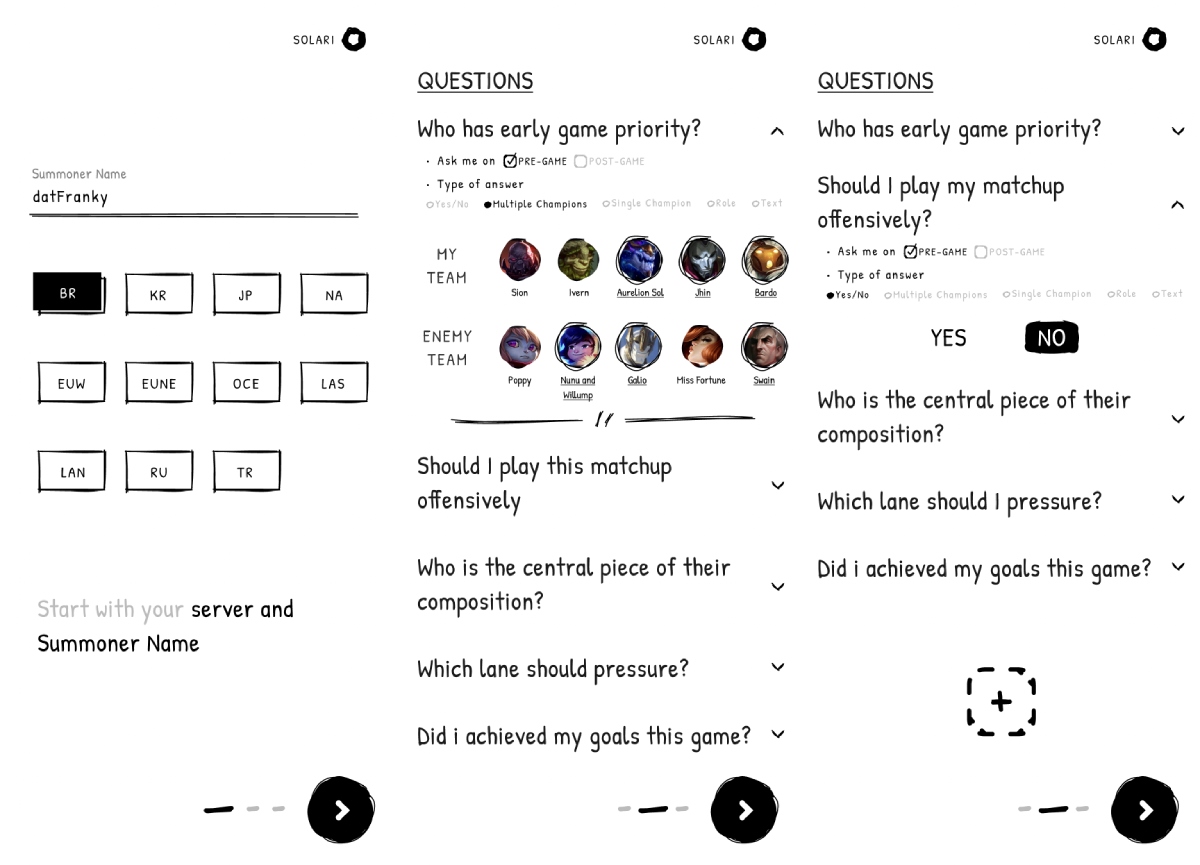 SOLARI
Summoner Name
datFranky
BR
KR
JP
NA
EUW
EUNE
OCE
LAS
LAN
RU
TR
Start with your server and
Summoner Name
SOLARI
QUESTIONS
Who has early game priority?
Ask me on PRE-GAME POST-GAME
Type of answer
Yes/No Multiple Champions Single Champion Role Text
MY
TEAM
Sion
Ivern
Aurelion Sol
Jhin
Bardo
ENEMY
TEAM
Poppy
Nunu and
Willump
Galio
Miss Fortune
Swain
Should I play this matchup
offensively
Who is the central piece of their
composition?
Which lane should pressure?
Did i achieved my goals this game?
SOLARI
QUESTIONS
Who has early game priority?
Should I play my matchup
offensively?
Ask me on PRE-GAME POST-GAME
Type of answer
Yes/No Multiple Champions Single Champion Role Text
YES
NO
Who is the central piece of their
composition?
Which lane should I pressure?
Did i achieved my goals this game?